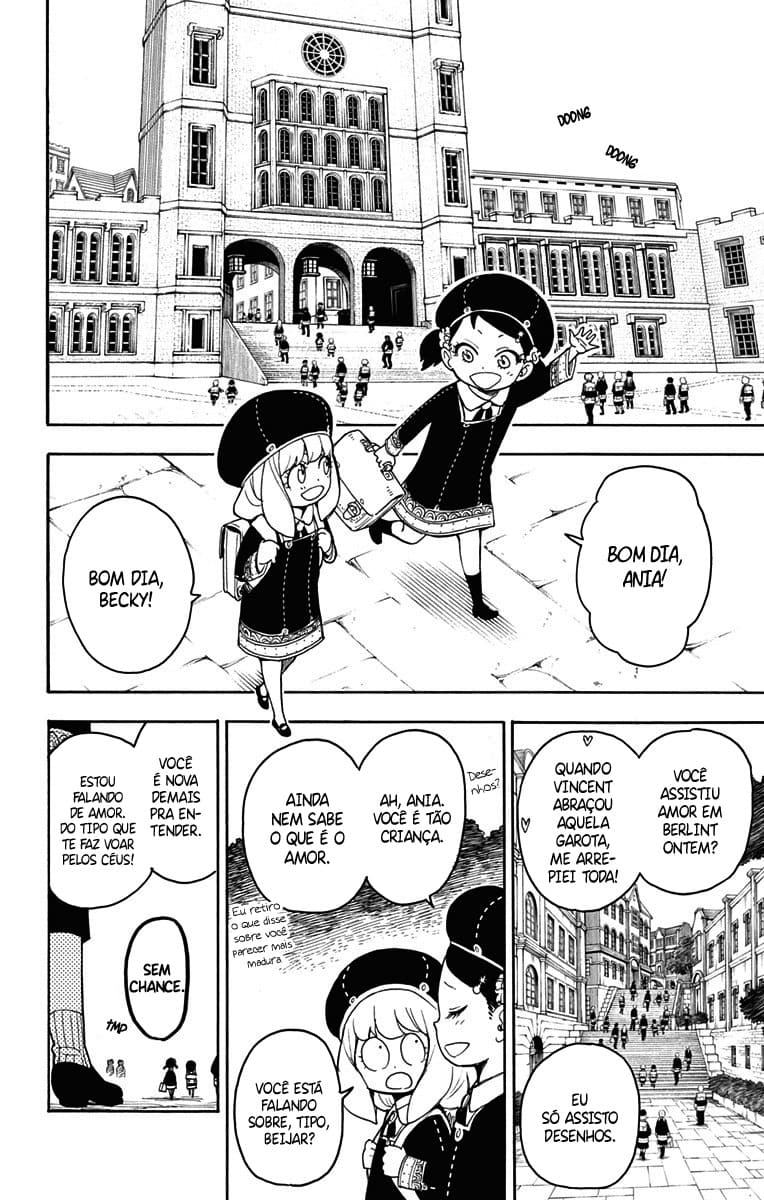 DOONG
DOONG
BOM DIA,
ANIA!
BOM DIA,
BECKY!
VOCÊ
ASSISTIU
AMOR EM
BERLINT
ONTEM?
QUANDO
VINCENT
ABRAÇOU
AQUELA
GAROTA,
ME ARRE-
PIEI TODA!
EU
SÓ ASSISTO
DESENHOS.
Dese-
nhos?
AH, ANIA.
VOCÊ É TÃO
CRIANÇA.
AINDA
NEM SABE
O QUE É O
AMOR.
Eu retiro
o que disse
sobre você
parecer mais
madura
VOCÊ ESTÁ
FALANDO
SOBRE, TIPO,
BEIJAR?
VOCÊ
É NOVA
DEMAIS
PRA EN-
TENDER.
ESTOU
FALANDO
DE AMOR.
DO TIPO QUE
TE FAZ VOAR
PELOS CÉUS!
SEM
CHANCE.
TMP